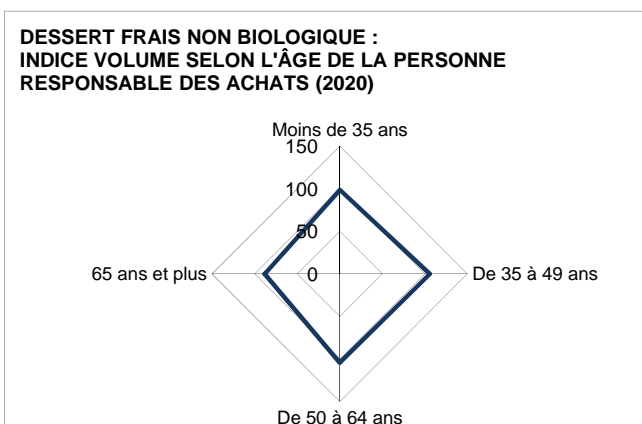 DESSERT FRAIS NON BIOLOGIQUE :
INDICE VOLUME SELON L'ÂGE DE LA PERSONNE
RESPONSABLE DES ACHATS (2020)
Moins de 35 ans
150
100
50
65 ans et plus
0
De 35 à 49 ans
De 50 à 64 ans